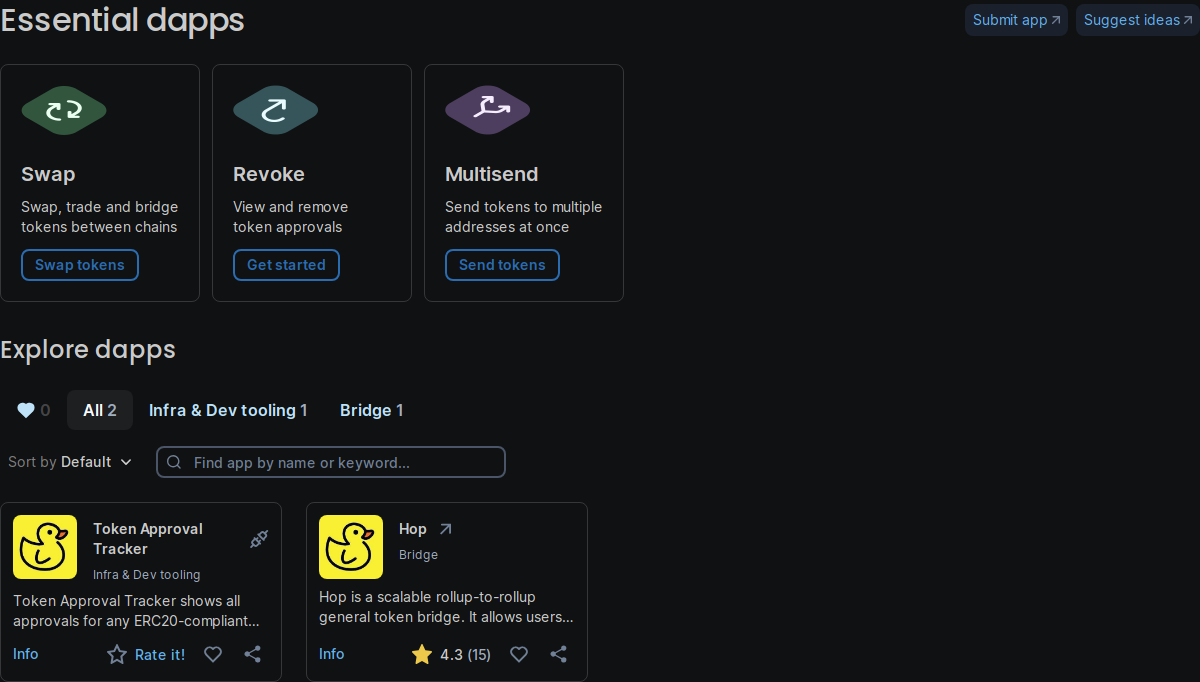 Essential dapps
Submit app
Suggest ideas
Swap
Swap, trade and bridge
tokens between chains
Swap tokens
Revoke
View and remove
token approvals
Get started
Multisend
Send tokens to multiple
addresses at once
Send tokens
Explore dapps
0
All 2
Infra & Dev tooling 1
Bridge 1
Sort by Default
Find app by name or keyword...
Token Approval
Tracker
Infra & Dev tooling
Token Approval Tracker shows all
approvals for any ERC20-compliant...
Info
Rate it!
Hop
Bridge
Hop is a scalable rollup-to-rollup
general token bridge. It allows users...
Info
4.3 (15)